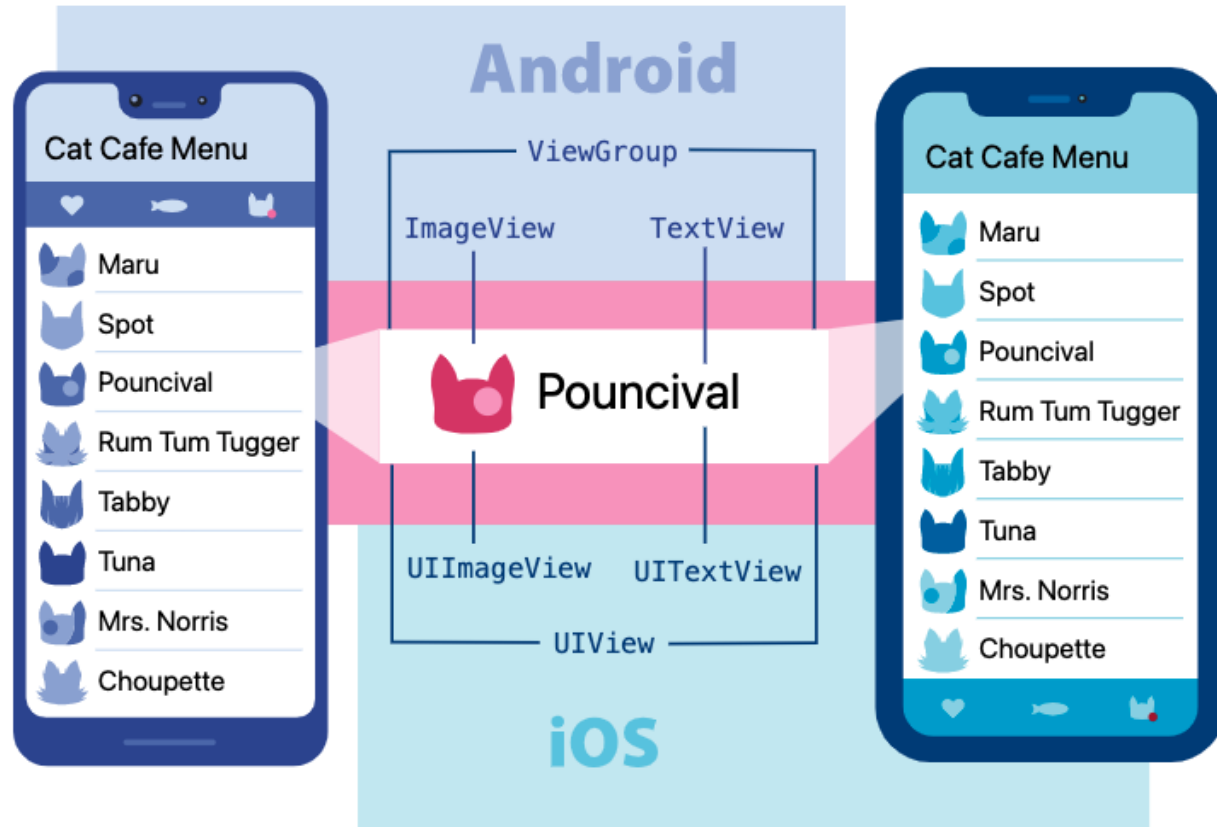 Android
Cat Cafe Menu
Maru
Spot
Pouncival
Rum Tum Tugger
Tabby
Tuna
Mrs. Norris
Choupette
ViewGroup
ImageView
TextView
Pouncival
UIImageView
UITextView
UIView
iOS
Cat Cafe Menu
Maru
Spot
Pouncival
Rum Tum Tugger
Tabby
Tuna
Mrs. Norris
Choupette